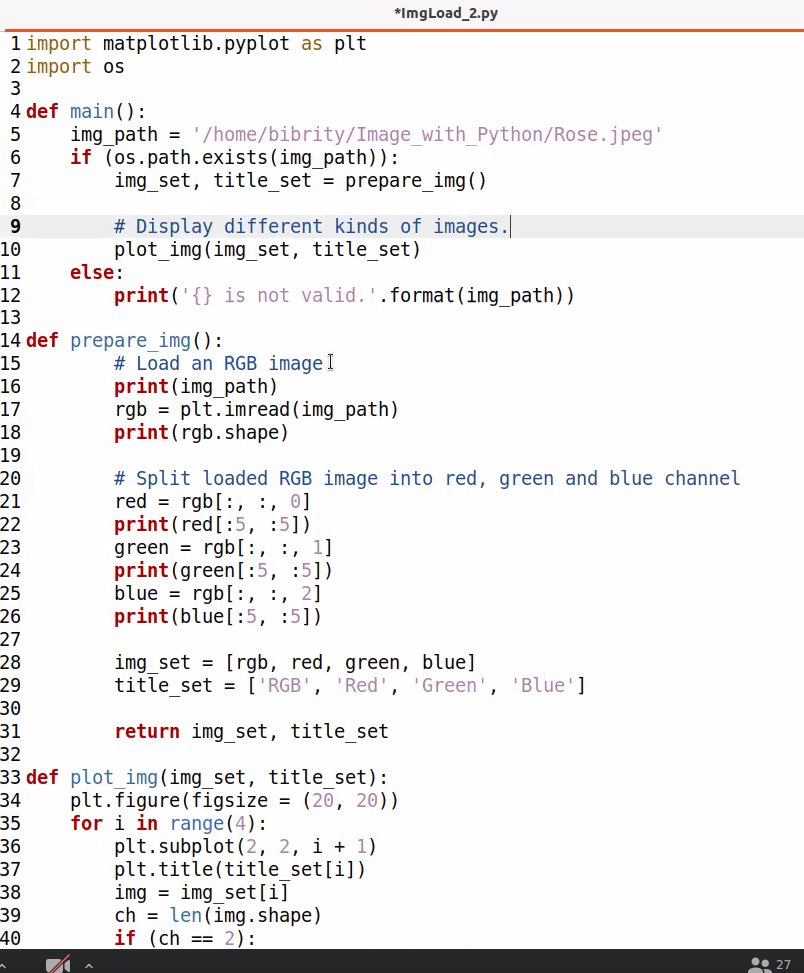 *ImgLoad_2.py
1 import matplotlib.pyplot as plt
2 import os
3
4 def main():
5     img_path = '/home/bibrity/Image_with_Python/Rose.jpeg'
6     if (os.path.exists(img_path)):
7         img_set, title_set = prepare_img()
8
9         # Display different kinds of images.
10         plot_img(img_set, title_set)
11     else:
12         print('{} is not valid.'.format(img_path))
13
14 def prepare_img():
15         # Load an RGB image
16         print(img_path)
17         rgb = plt.imread(img_path)
18         print(rgb.shape)
19
20         # Split loaded RGB image into red, green and blue channel
21         red = rgb[:, :, 0]
22         print(red[:5, :5])
23         green = rgb[:, :, 1]
24         print(green[:5, :5])
25         blue = rgb[:, :, 2]
26         print(blue[:5, :5])
27
28         img_set = [rgb, red, green, blue]
29         title_set = ['RGB', 'Red', 'Green', 'Blue']
30
31         return img_set, title_set
32
33 def plot_img(img_set, title_set):
34     plt.figure(figsize = (20, 20))
35     for i in range(4):
36         plt.subplot(2, 2, i + 1)
37         plt.title(title_set[i])
38         img = img_set[i]
39         ch = len(img.shape)
40         if (ch == 2):
27